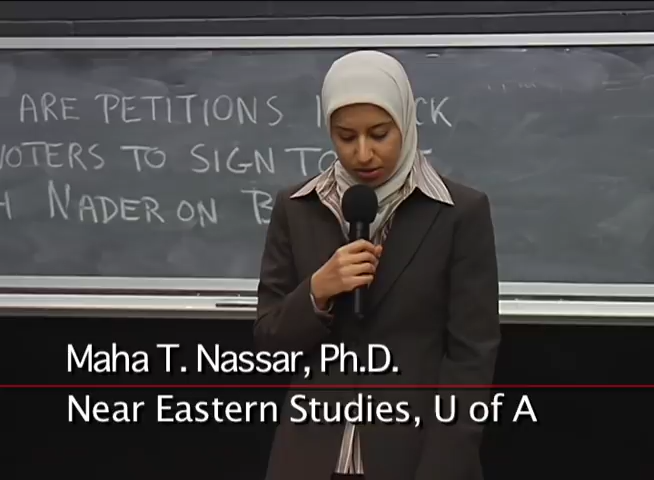 ARE PETITIONS
VOTERS TO SIGN
NADER ON
Maha T. Nassar, Ph.D.
Near Eastern Studies, U of A